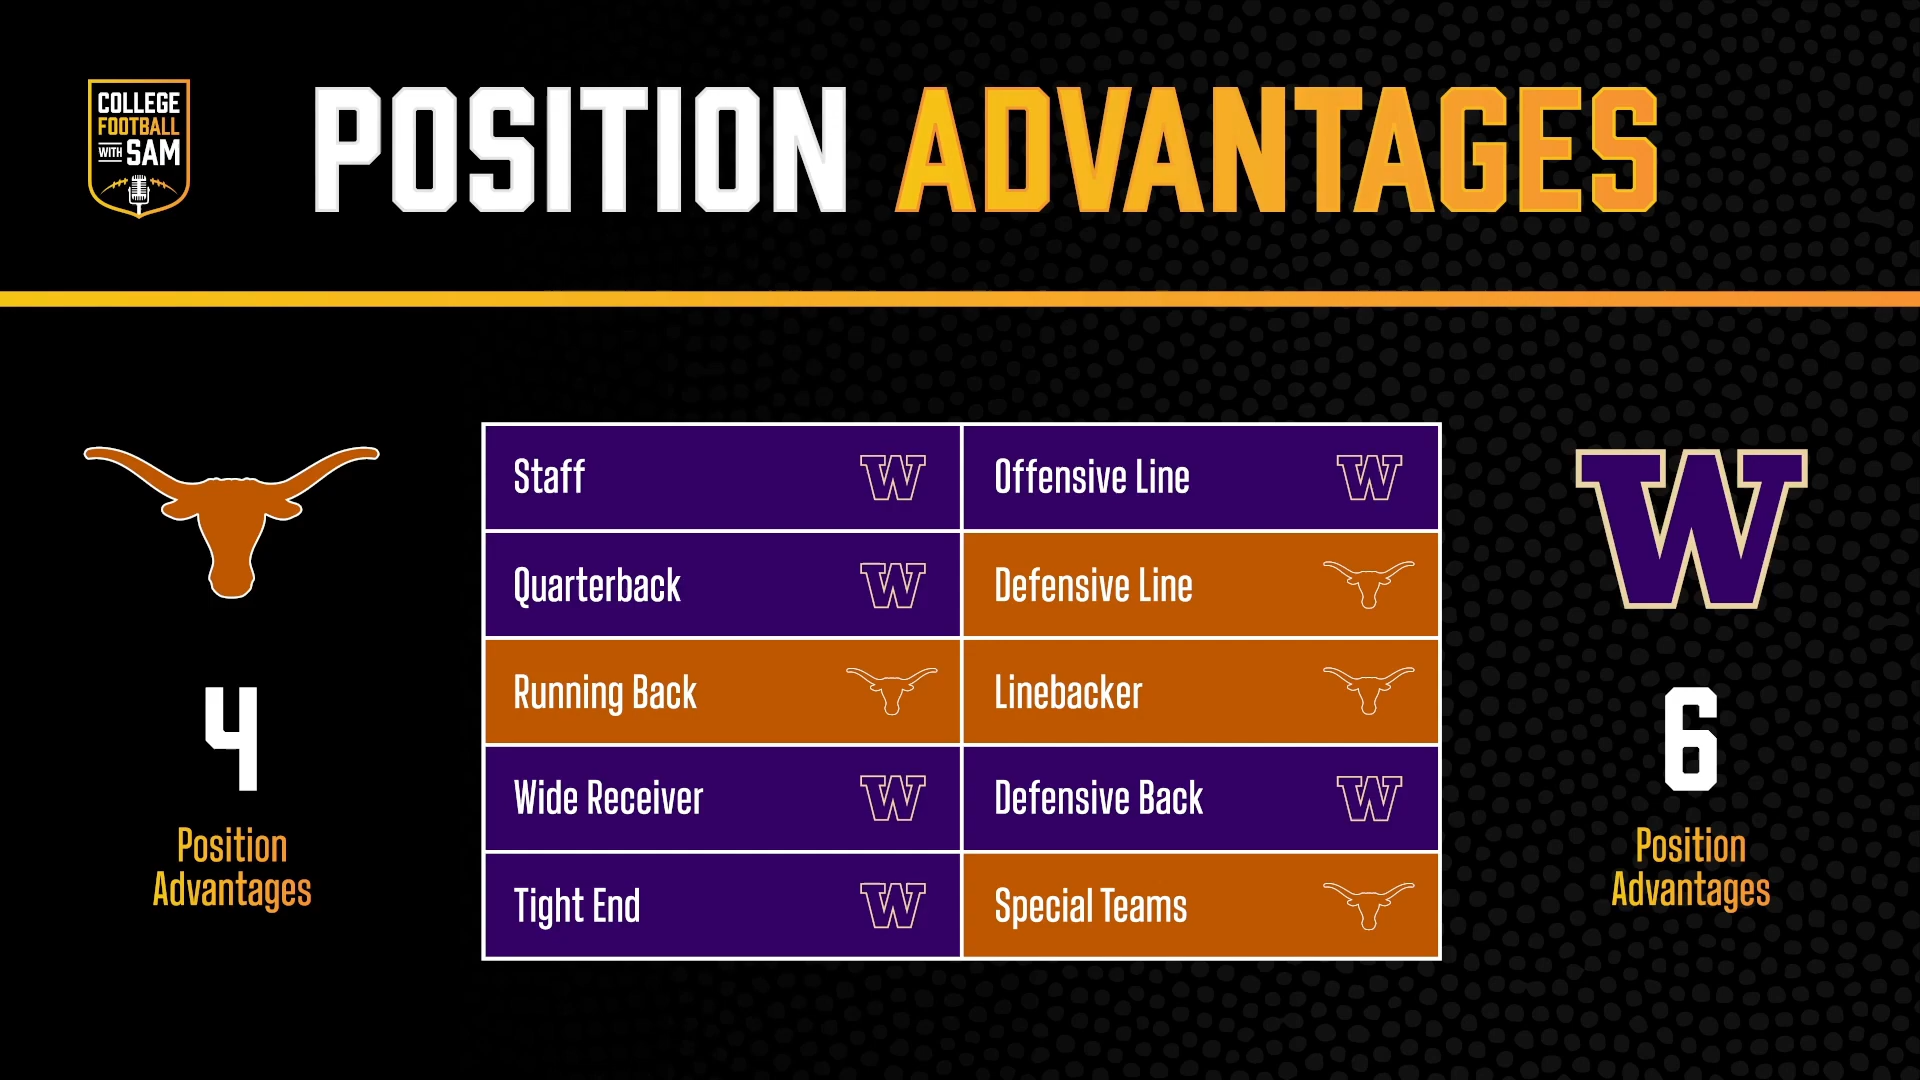 COLLEGE
FOOTBALL
WITH SAM
POSITION ADVANTAGES
4
Position
Advantages
Staff W
Offensive Line W
Quarterback W
Defensive Line
Running Back
Linebacker
Wide Receiver W
Defensive Back W
Tight End W
Special Teams
W
6
Position
Advantages